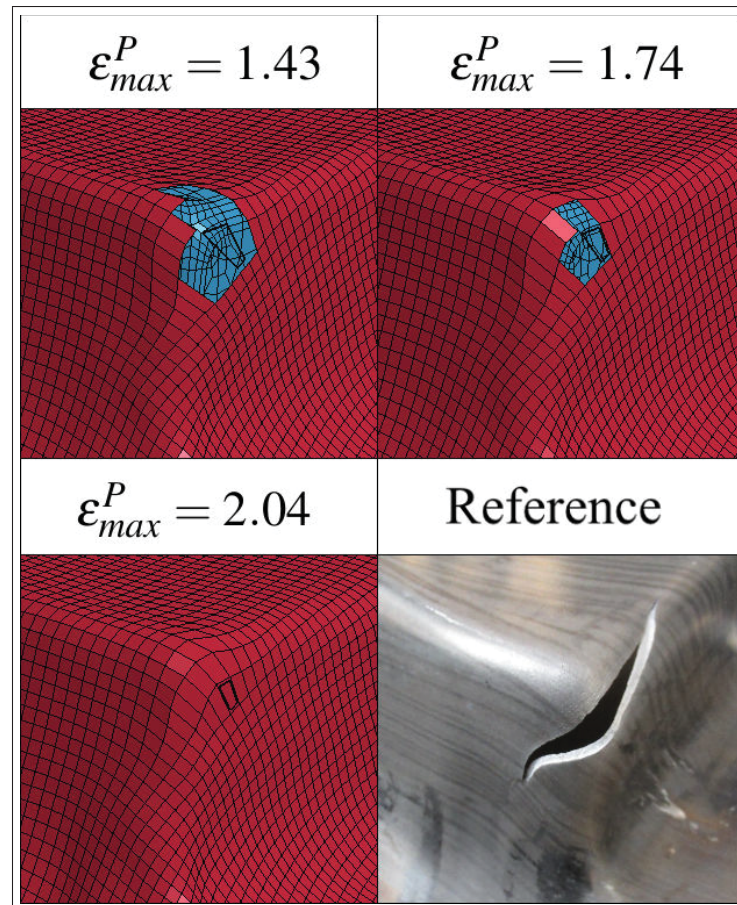 ε^P_max = 1.43
ε^P_max = 1.74
ε^P_max = 2.04
Reference